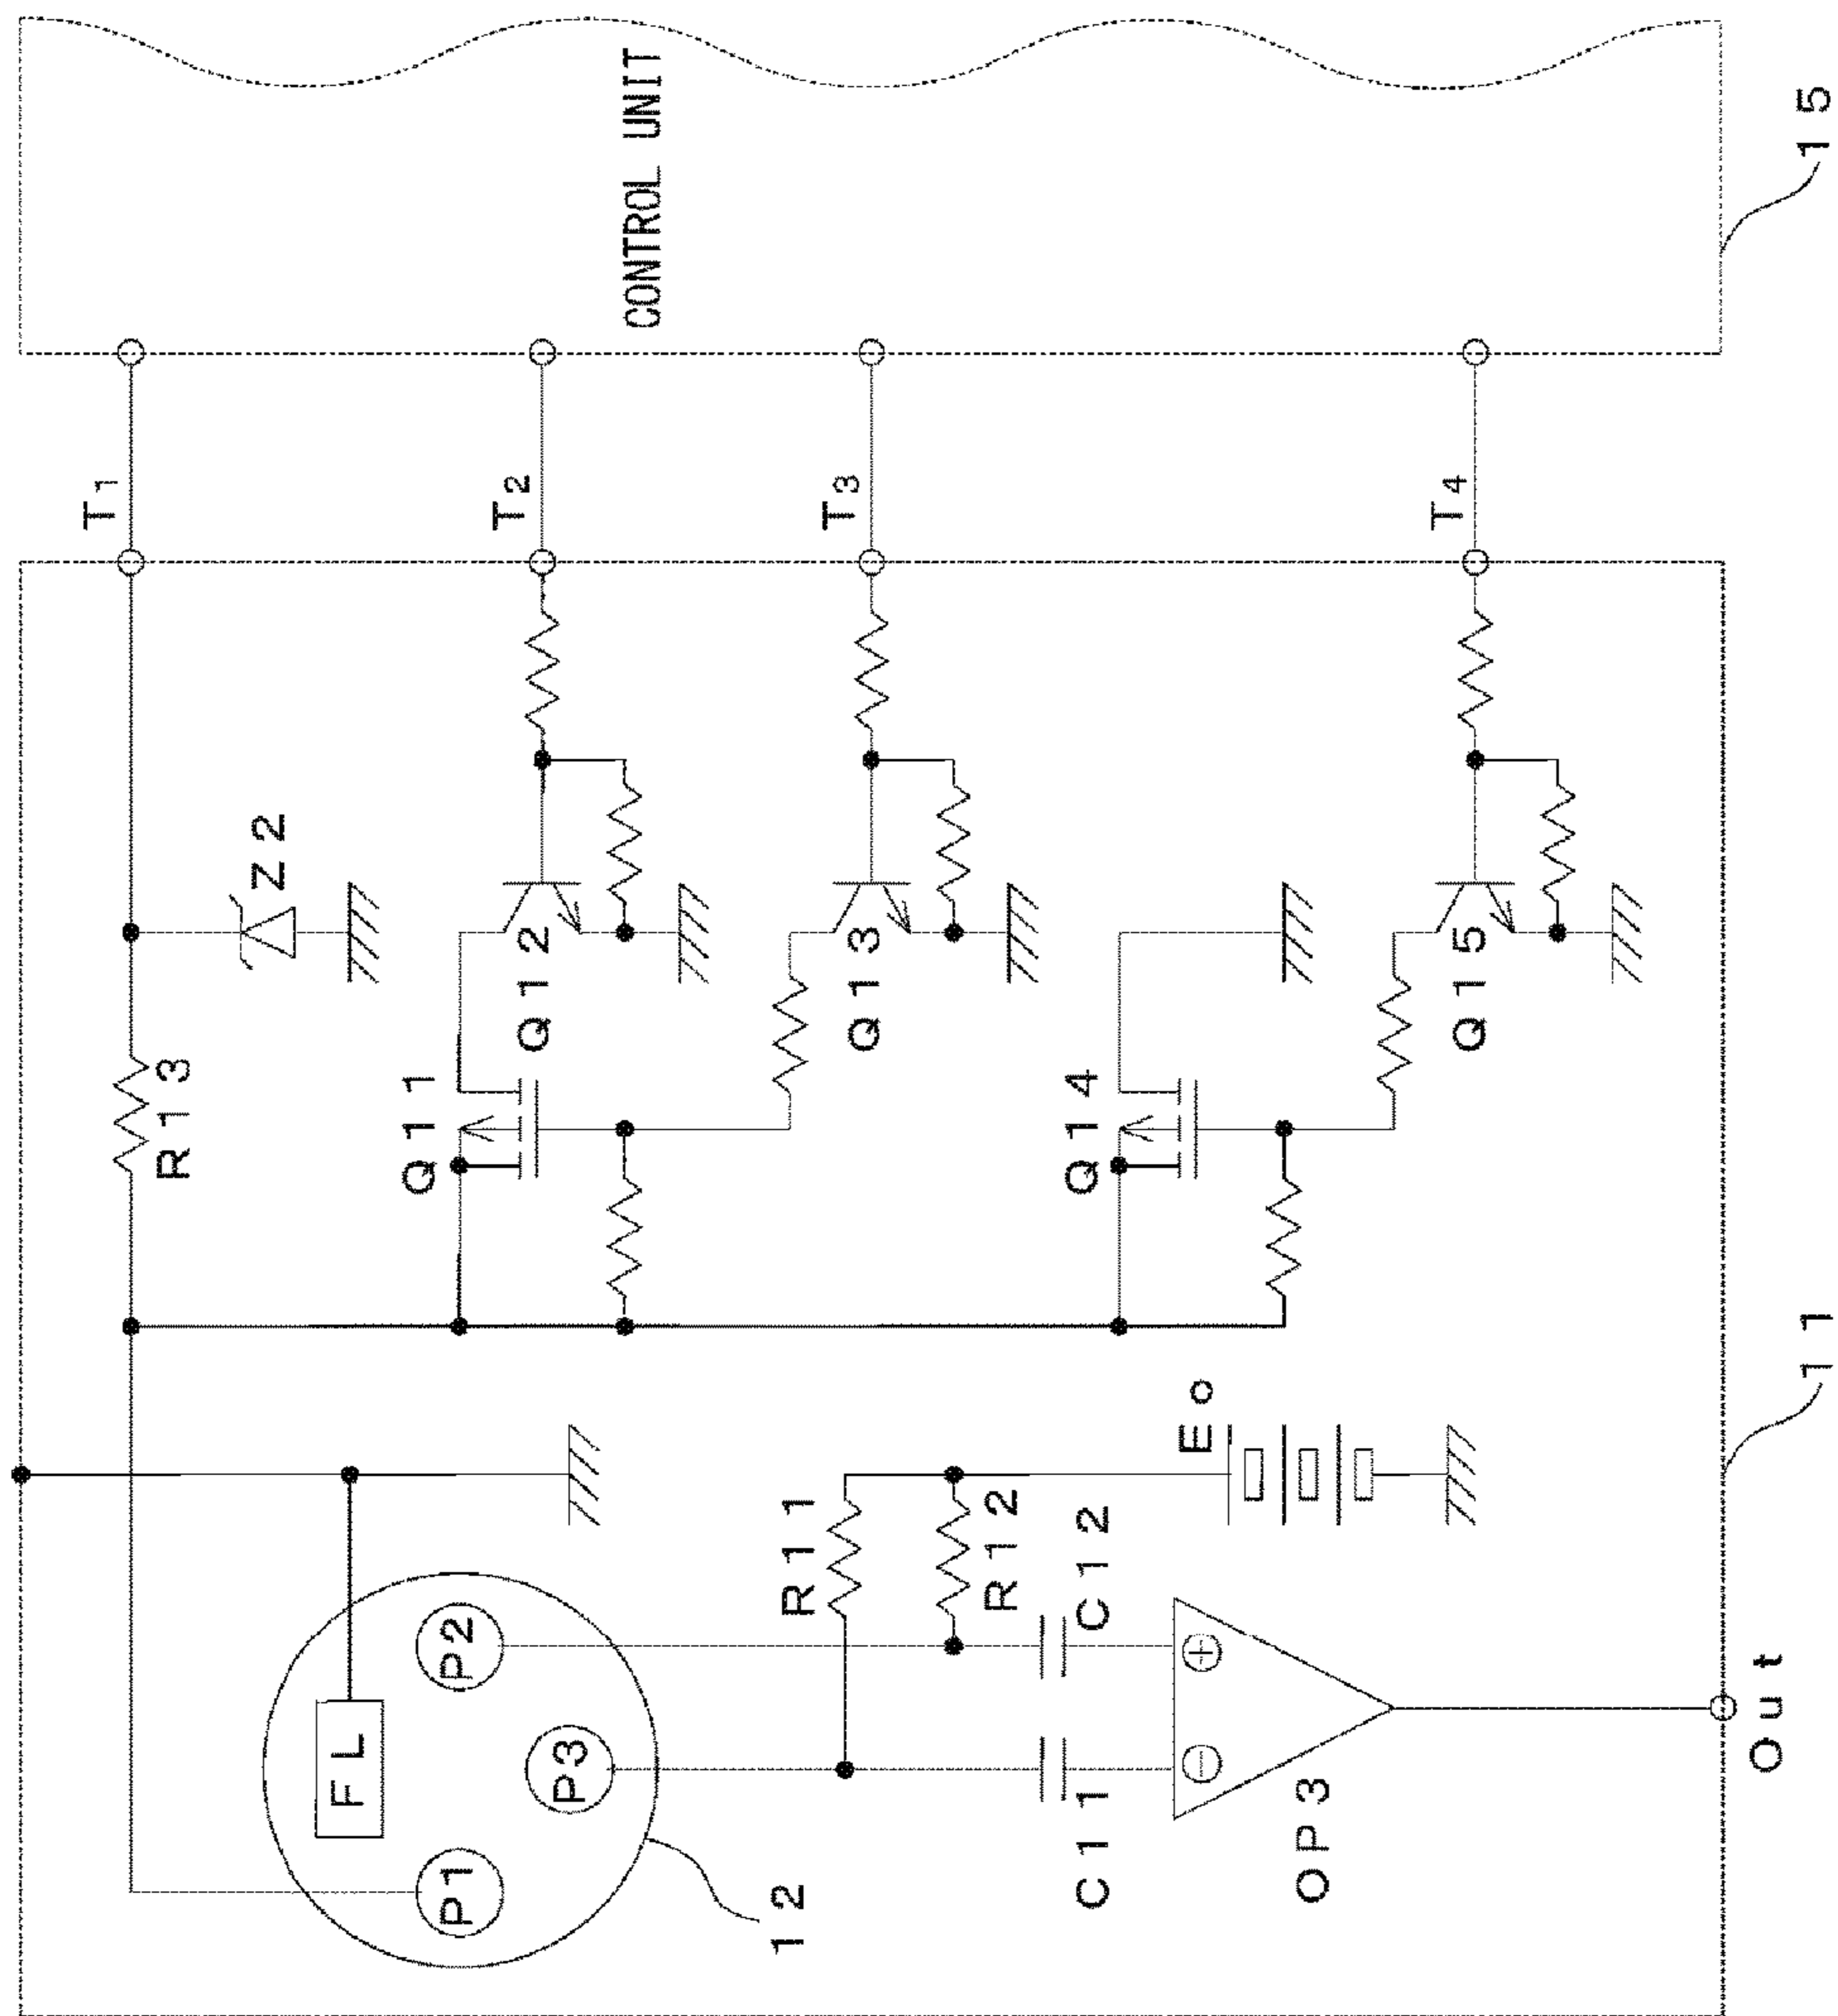 CONTROL UNIT
15
T1
T2
T3
T4
Z2
R13
Q11
Q12
Q13
Q14
Q15
FL
P1
P2
P3
12
R11
R12
Eo
C11
C12
OP3
− +
Out
11